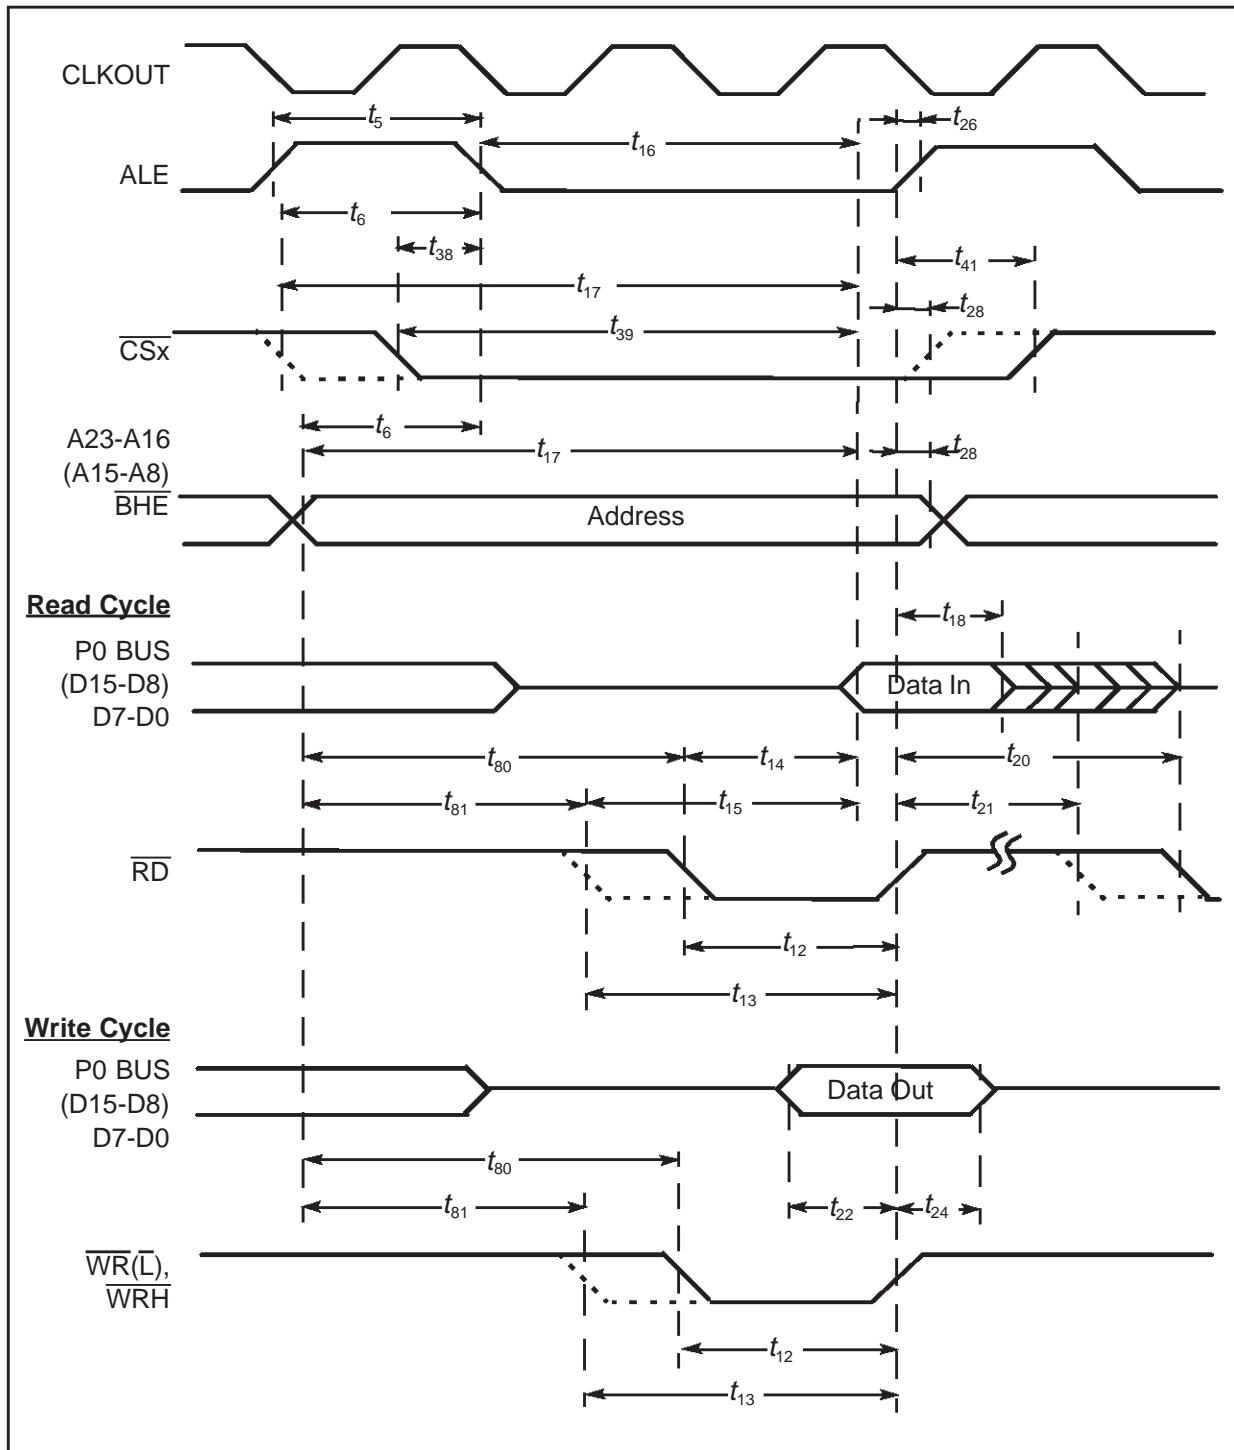 CLKOUT
t5
t26
t16
ALE
t6
t38
t41
t17
t28
t39
CSx
t6
A23-A16
t17
t28
(A15-A8)
BHE
Address
Read Cycle
t18
P0 BUS
(D15-D8)
Data In
D7-D0
t80
t14
t20
t81
t15
t21
RD
t12
t13
Write Cycle
P0 BUS
(D15-D8)
Data Out
D7-D0
t80
t81
t22
t24
WR(L),
WRH
t12
t13